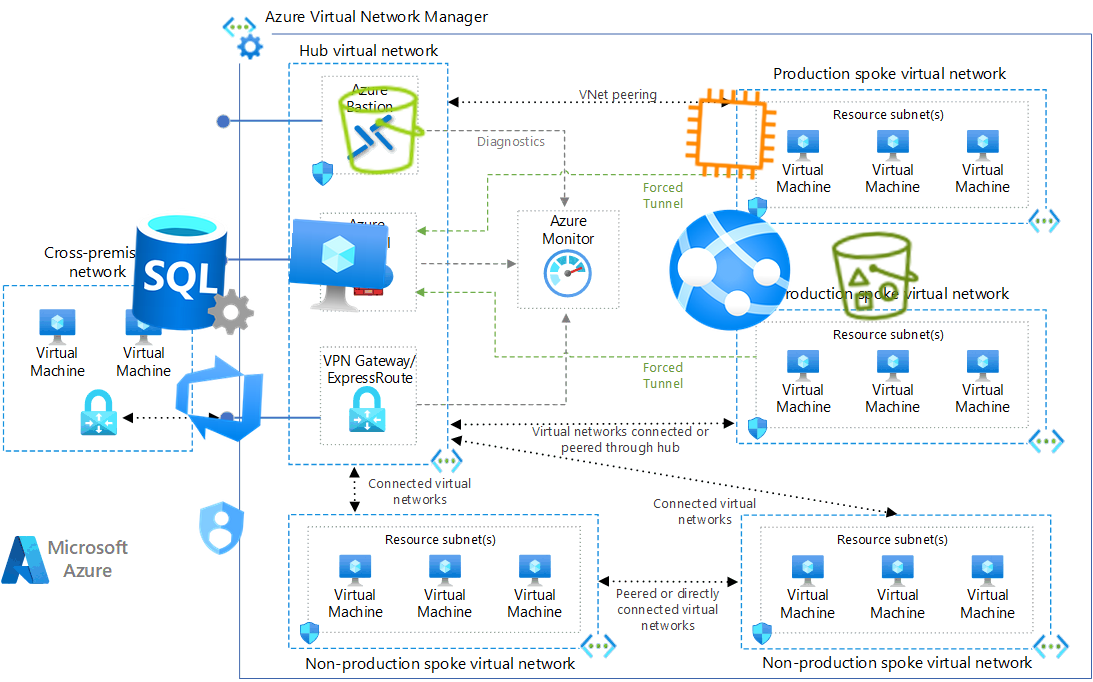 Azure Virtual Network Manager
Hub virtual network
Azure
Bastion
VNet peering
Production spoke virtual network
Resource subnet(s)
Virtual
Machine
Virtual
Machine
Virtual
Machine
Diagnostics
Forced
Tunnel
Azure
Azure
Monitor
Cross-premis
network
SQL
Virtual
Machine
Virtual
Machine
roduction spoke virtual network
Resource subnet(s)
Virtual
Machine
Virtual
Machine
Virtual
Machine
Forced
Tunnel
VPN Gateway/
ExpressRoute
Virtual networks connected or
peered through hub
Connected virtual
networks
Connected virtual
networks
Resource subnet(s)
Virtual
Machine
Virtual
Machine
Virtual
Machine
Non-production spoke virtual network
Peered or directly
connected virtual
networks
Resource subnet(s)
Virtual
Machine
Virtual
Machine
Virtual
Machine
Non-production spoke virtual network
Microsoft
Azure